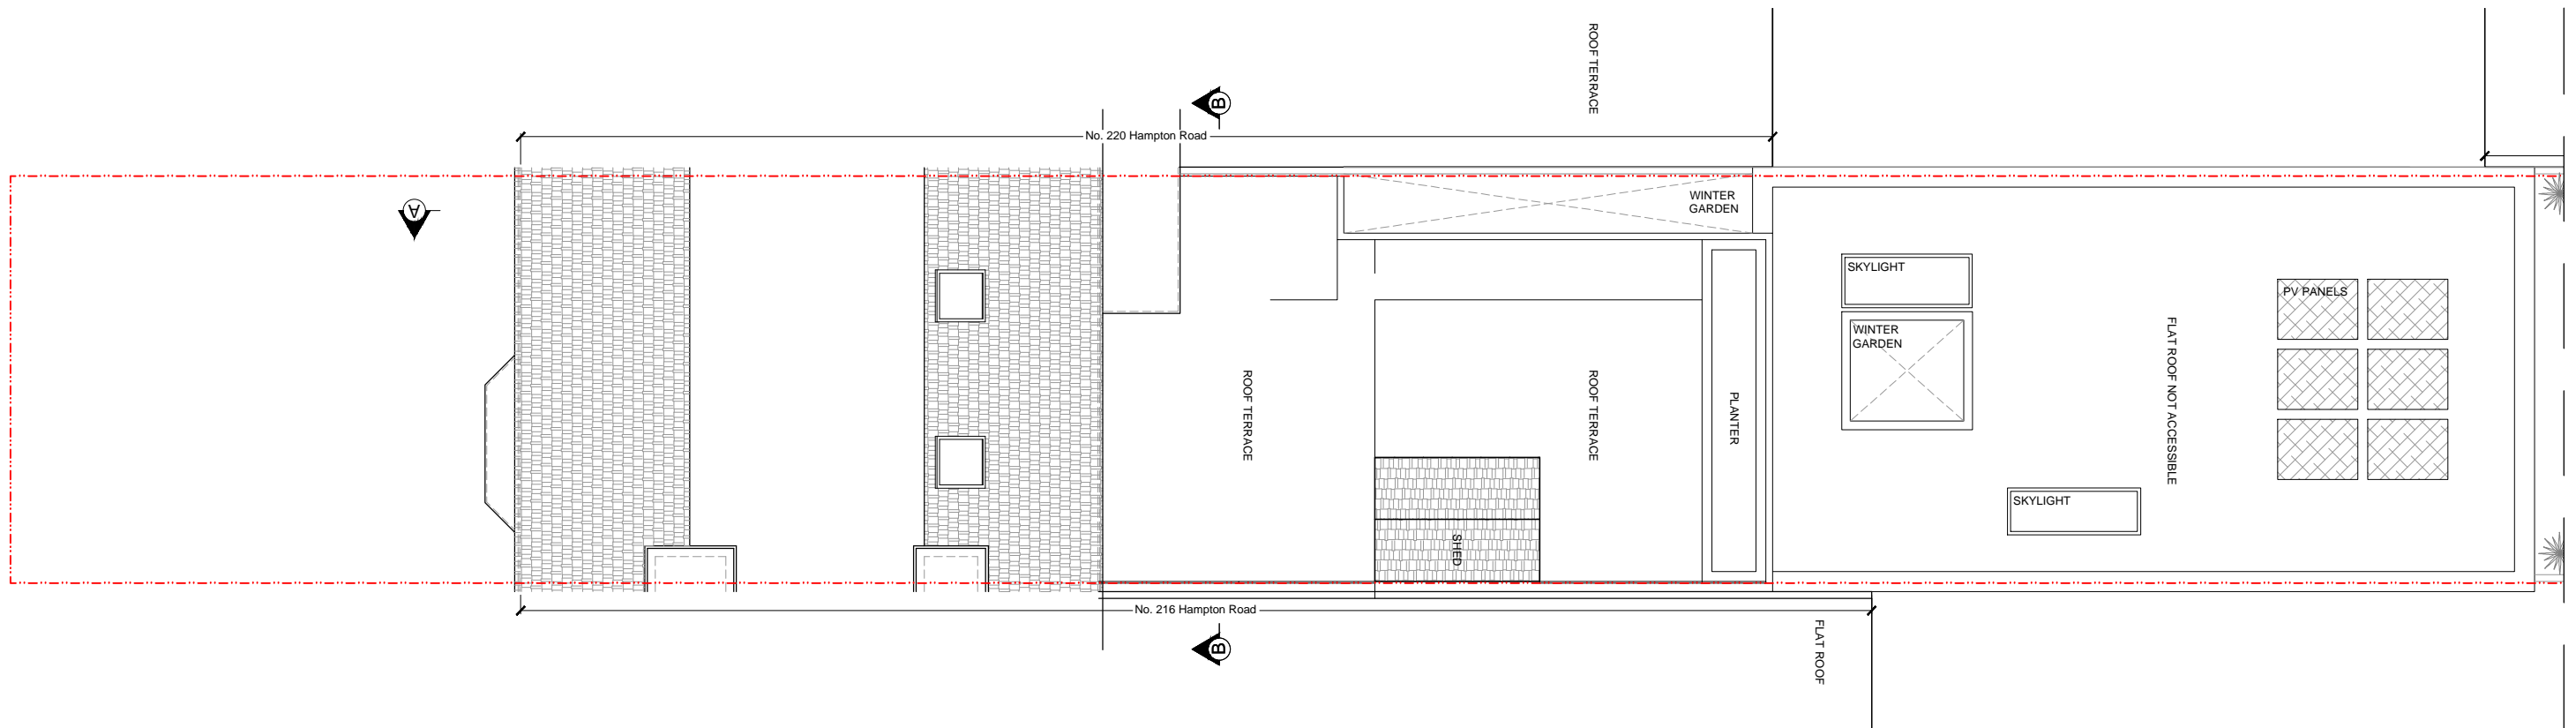 ROOF TERRACE
B
No. 220 Hampton Road
A
WINTER
GARDEN
SKYLIGHT
PV PANELS
WINTER
GARDEN
FLAT ROOF NOT ACCESSIBLE
ROOF TERRACE
ROOF TERRACE
PLANTER
SKYLIGHT
SHED
No. 216 Hampton Road
B
FLAT ROOF